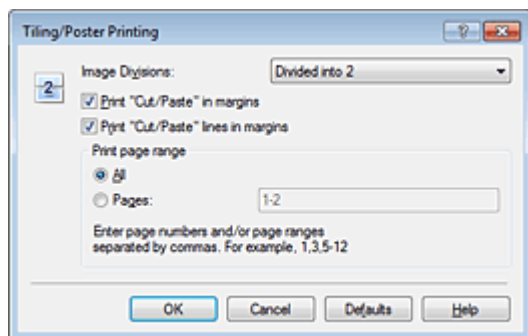 Tiling/Poster Printing
Image Divisions: Divided into 2
2
Print "Cut/Paste" in margins
Print "Cut/Paste" lines in margins
Print page range
All
Pages: 1-2
Enter page numbers and/or page ranges
separated by commas. For example, 1,3,5-12
OK Cancel Defaults Help